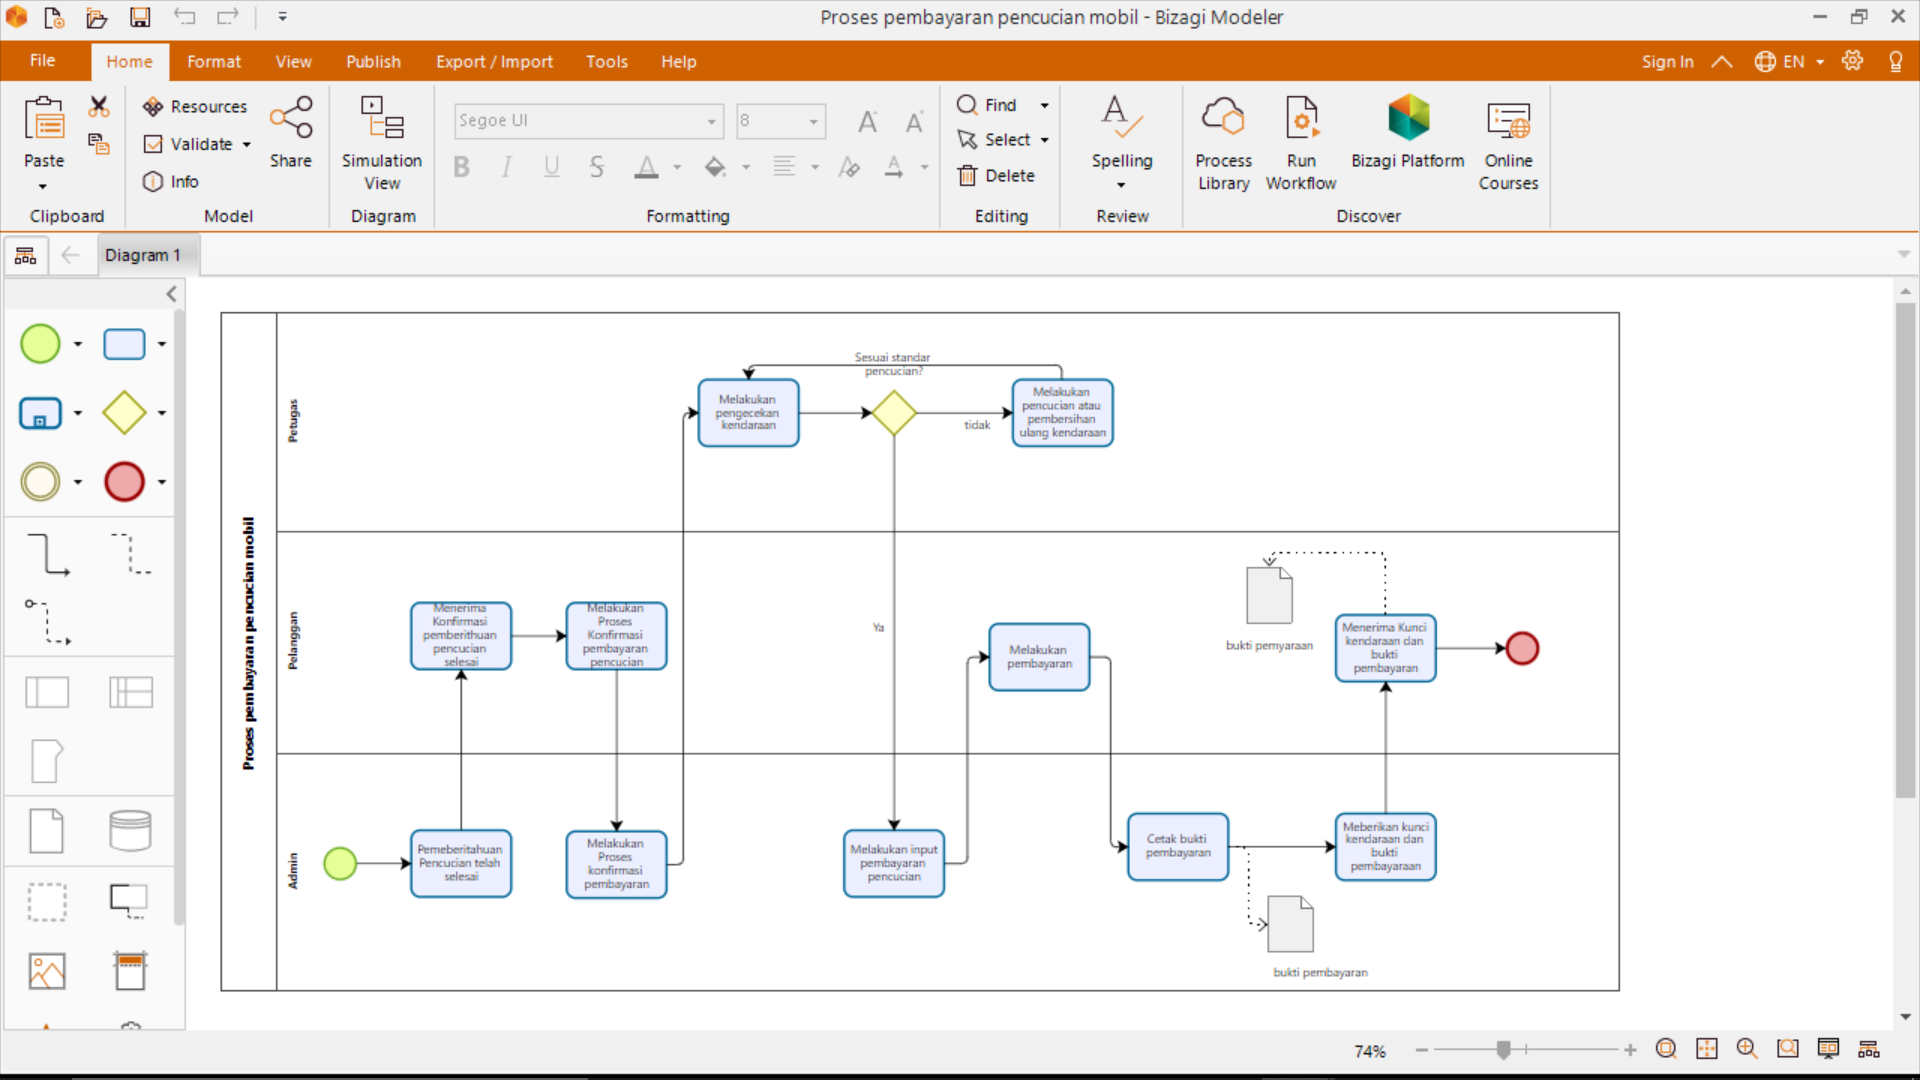 Proses pembayaran pencucian mobil - Bizagi Modeler
File
Home
Format
View
Publish
Export / Import
Tools
Help
Sign In
EN
Paste
Clipboard
Resources
Validate
Info
Share
Model
Simulation
View
Diagram
Segoe UI
8
A
A
B
I
U
S
A
A
Formatting
Find
Select
Delete
Editing
Spelling
Review
Process
Library
Run
Workflow
Bizagi Platform
Online
Courses
Discover
Diagram 1
Proses pembayaran pencucian mobil
Petugas
Melakukan
pengecekan
kendaraan
Sesuai standar
pencucian?
tidak
Melakukan
pencucian atau
pembersihan
ulang kendaraan
Ya
Pelanggan
Menerima
Konfirmasi
pemberithuan
pencucian
selesai
Melakukan
Proses
Konfirmasi
pembayaran
pencucian
Melakukan
pembayaran
bukti pemyaraan
Menerima Kunci
kendaraan dan
bukti
pembayaran
Admin
Pemeberitahuan
Pencucian telah
selesai
Melakukan
Proses
konfirmasi
pembayaran
Melakukan input
pembayaran
pencucian
Cetak bukti
pembayaran
bukti pembayaran
Meberikan kunci
kendaraan dan
bukti
pembayaraan
74%